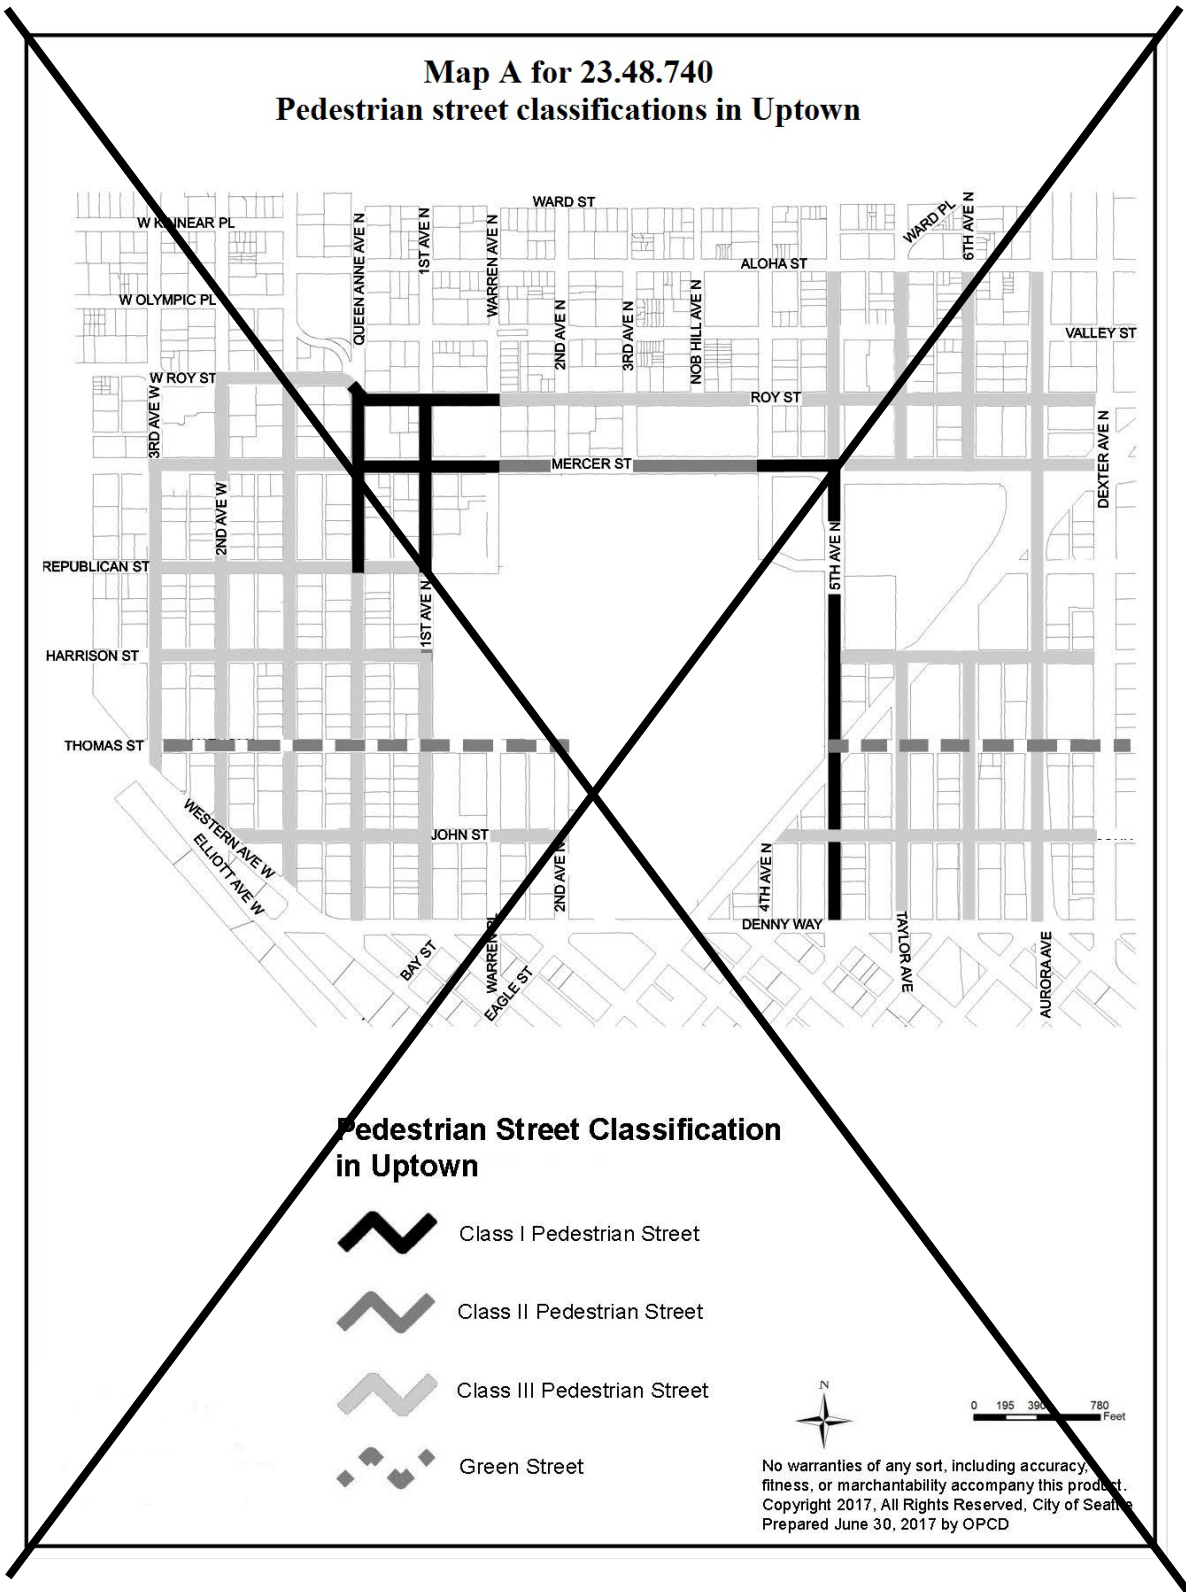 Map A for 23.48.740
Pedestrian street classifications in Uptown
WARD ST
W KINNEAR PL
QUEEN ANNE AVE N
1ST AVE N
WARREN AVE N
WARD PL
6TH AVE N
ALOHA ST
W OLYMPIC PL
2ND AVE N
3RD AVE N
NOB HILL AVE N
VALLEY ST
W ROY ST
3RD AVE W
ROY ST
DEXTER AVE N
MERCER ST
2ND AVE W
5TH AVE N
REPUBLICAN ST
1ST AVE N
HARRISON ST
THOMAS ST
WESTERN AVE W
ELLIOTT AVE W
JOHN ST
2ND AVE N
4TH AVE N
DENNY WAY
BAY ST
WARREN PL
EAGLE ST
TAYLOR AVE
AURORA AVE
Pedestrian Street Classification
in Uptown
Class I Pedestrian Street
Class II Pedestrian Street
Class III Pedestrian Street
Green Street
N
0 195 390 780
Feet
No warranties of any sort, including accuracy,
fitness, or marchantability accompany this product.
Copyright 2017, All Rights Reserved, City of Seattle
Prepared June 30, 2017 by OPCD